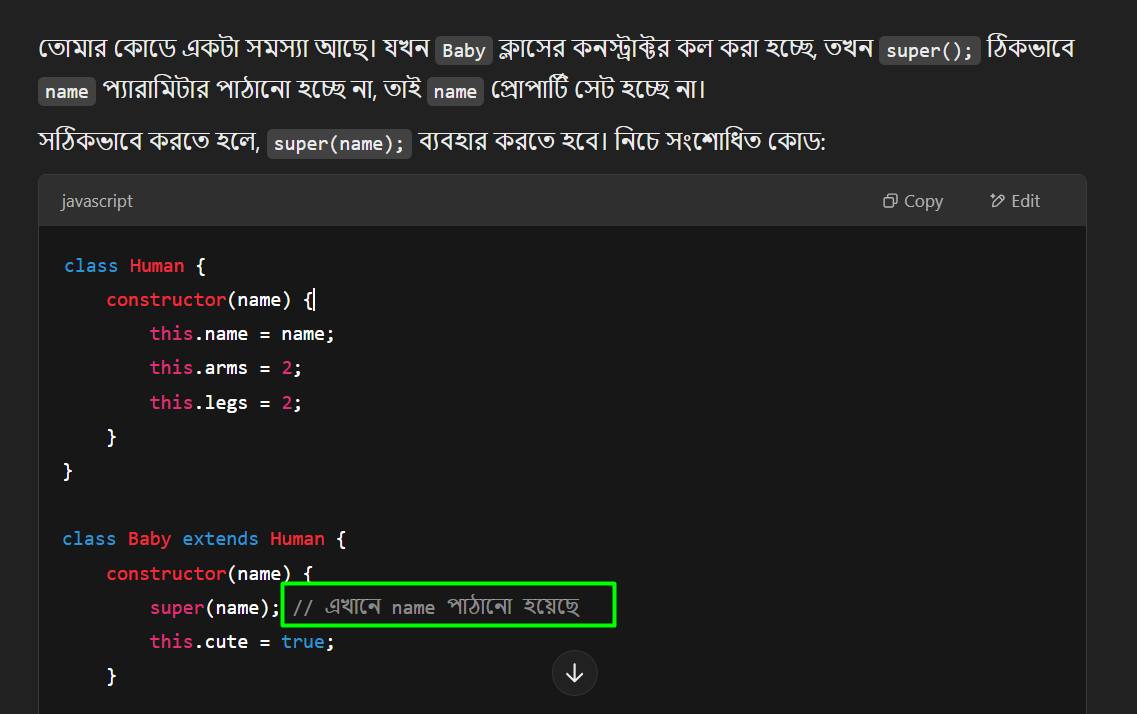 তোমার কোডে একটা সমস্যা আছে। যখন Baby ক্লাসের কনস্ট্রাক্টর কল করা হচ্ছে, তখন super(); ঠিকভাবে
name প্যারামিটার পাঠানো হচ্ছে না, তাই name প্রোপার্টি সেট হচ্ছে না।
সঠিকভাবে করতে হলে, super(name); ব্যবহার করতে হবে। নিচে সংশোধিত কোড:
javascript Copy Edit
class Human {
constructor(name) {
this.name = name;
this.arms = 2;
this.legs = 2;
}
}
class Baby extends Human {
constructor(name) {
super(name); // এখানে name পাঠানো হয়েছে
this.cute = true;
}